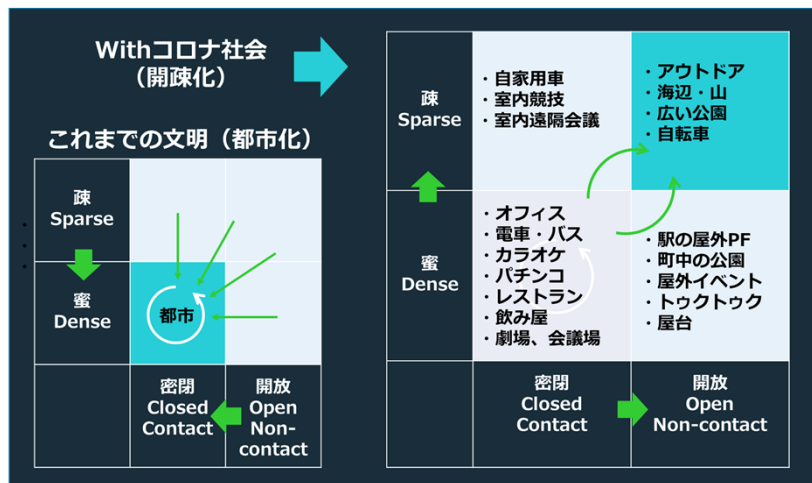 Withコロナ社会
（開疎化）
これまでの文明（都市化）
疎
Sparse
蜜
Dense
都市
密閉
Closed
Contact
開放
Open
Non-
contact
疎
Sparse
・自家用車
・室内競技
・室内遠隔会議
・アウトドア
・海辺・山
・広い公園
・自転車
蜜
Dense
・オフィス
・電車・バス
・カラオケ
・パチンコ
・レストラン
・飲み屋
・劇場、会議場
・駅の屋外PF
・町中の公園
・屋外イベント
・トゥクトゥク
・屋台
密閉
Closed
Contact
開放
Open
Non-contact